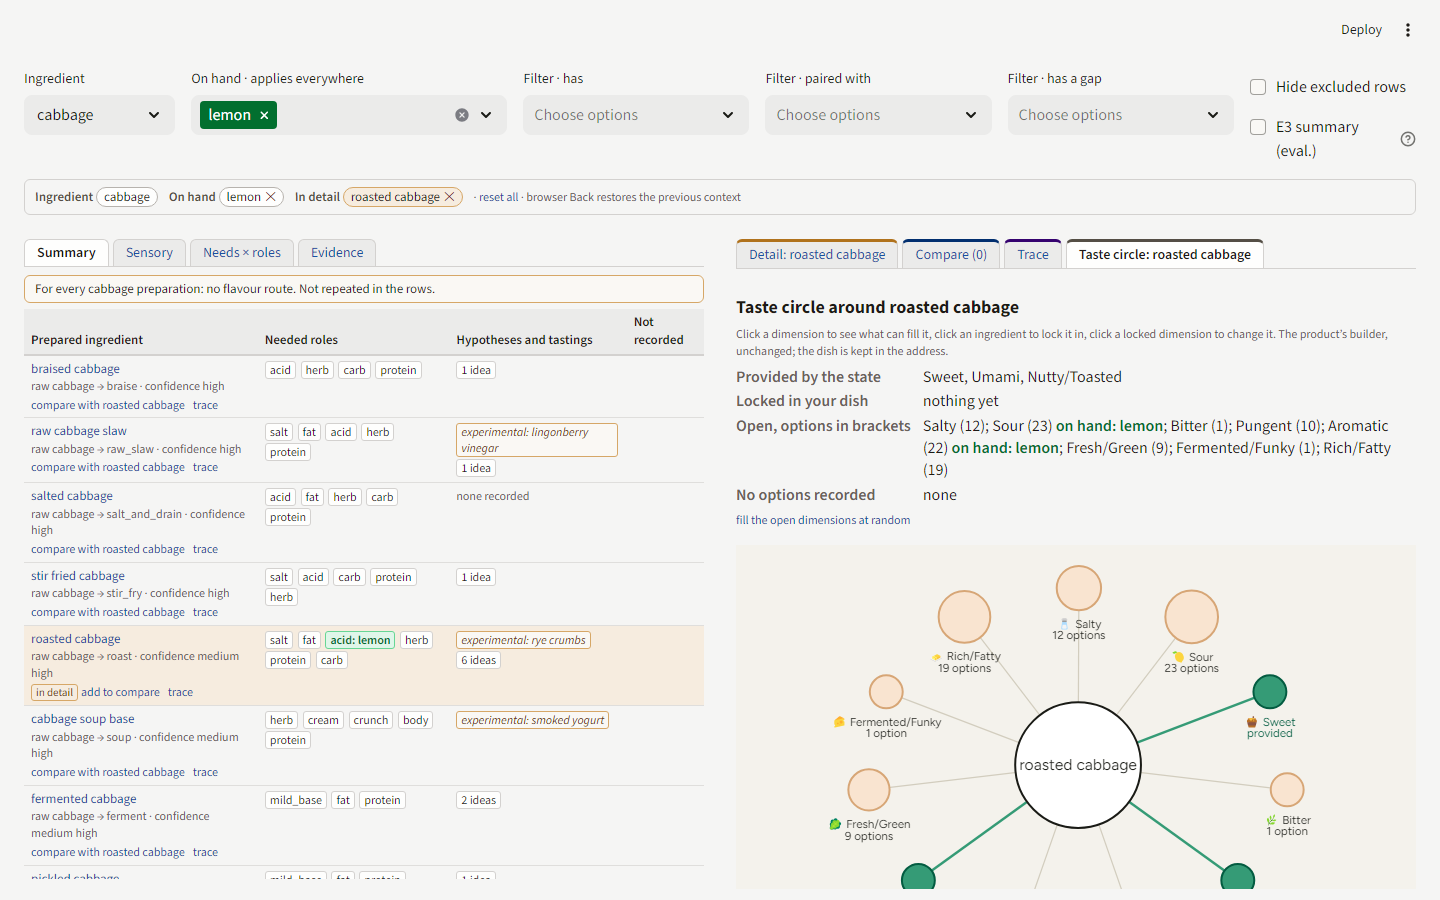 Deploy
Ingredient
On hand · applies everywhere
Filter · has
Filter · paired with
Filter · has a gap
Hide excluded rows
cabbage
lemon ×
Choose options
Choose options
Choose options
E3 summary
(eval.)
Ingredient cabbage On hand lemon In detail roasted cabbage · reset all · browser Back restores the previous context
Summary
Sensory
Needs × roles
Evidence
For every cabbage preparation: no flavour route. Not repeated in the rows.
Prepared ingredient
Needed roles
Hypotheses and tastings
Not
recorded
braised cabbage
raw cabbage → braise · confidence high
compare with roasted cabbage trace
acid herb carb protein
1 idea
raw cabbage slaw
raw cabbage → raw_slaw · confidence high
compare with roasted cabbage trace
salt fat acid herb
protein
experimental: lingonberry
vinegar
1 idea
salted cabbage
raw cabbage → salt_and_drain · confidence
high
compare with roasted cabbage trace
acid fat herb carb
protein
none recorded
stir fried cabbage
raw cabbage → stir_fry · confidence high
compare with roasted cabbage trace
salt acid carb protein
herb
1 idea
roasted cabbage
raw cabbage → roast · confidence medium
high
in detail add to compare trace
salt fat acid: lemon herb
protein carb
experimental: rye crumbs
6 ideas
cabbage soup base
raw cabbage → soup · confidence medium
high
compare with roasted cabbage trace
herb cream crunch body
protein
experimental: smoked yogurt
fermented cabbage
raw cabbage → ferment · confidence
medium high
compare with roasted cabbage trace
mild_base fat protein
2 ideas
pickled cabbage
mild_base fat protein
1 idea
Detail: roasted cabbage
Compare (0)
Trace
Taste circle: roasted cabbage
Taste circle around roasted cabbage
Click a dimension to see what can fill it, click an ingredient to lock it in, click a locked dimension to change it. The product's builder,
unchanged; the dish is kept in the address.
Provided by the state Sweet, Umami, Nutty/Toasted
Locked in your dish nothing yet
Open, options in brackets Salty (12); Sour (23) on hand: lemon; Bitter (1); Pungent (10); Aromatic
(22) on hand: lemon; Fresh/Green (9); Fermented/Funky (1); Rich/Fatty
(19)
No options recorded none
fill the open dimensions at random
Salty
12 options
Rich/Fatty
19 options
Sour
23 options
Fermented/Funky
1 option
Sweet
provided
roasted cabbage
Fresh/Green
9 options
Bitter
1 option